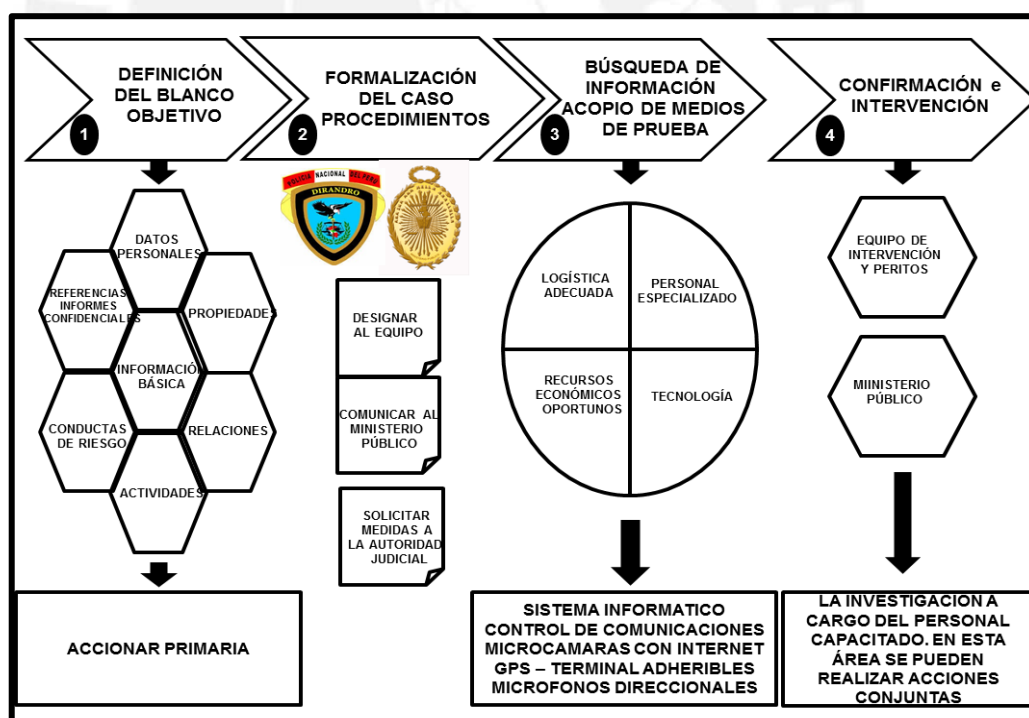 DEFINICIÓN
DEL BLANCO
OBJETIVO
1
FORMALIZACIÓN
DEL CASO
PROCEDIMIENTOS
2
BÚSQUEDA DE
INFORMACIÓN
ACOPIO DE MEDIOS
DE PRUEBA
3
CONFIRMACIÓN e
INTERVENCIÓN
4
DATOS
PERSONALES
REFERENCIAS
INFORMES
CONFIDENCIALES
PROPIEDADES
INFORMACIÓN
BÁSICA
CONDUCTAS
DE RIESGO
RELACIONES
ACTIVIDADES
ACCIONAR PRIMARIA
POLICIA NACIONAL DEL PERU
DIRANDRO
DESIGNAR
AL EQUIPO
COMUNICAR AL
MINISTERIO
PÚBLICO
SOLICITAR
MEDIDAS A
LA AUTORIDAD
JUDICIAL
LOGÍSTICA
ADECUADA
PERSONAL
ESPECIALIZADO
RECURSOS
ECONÓMICOS
OPORTUNOS
TECNOLOGÍA
SISTEMA INFORMATICO
CONTROL DE COMUNICACIONES
MICROCAMARAS CON INTERNET
GPS – TERMINAL ADHERIBLES
MICROFONOS DIRECCIONALES
EQUIPO DE
INTERVENCIÓN
Y PERITOS
MIINISTERIO
PÚBLICO
LA INVESTIGACION A
CARGO DEL PERSONAL
CAPACITADO. EN ESTA
ÁREA SE PUEDEN
REALIZAR ACCIONES
CONJUNTAS